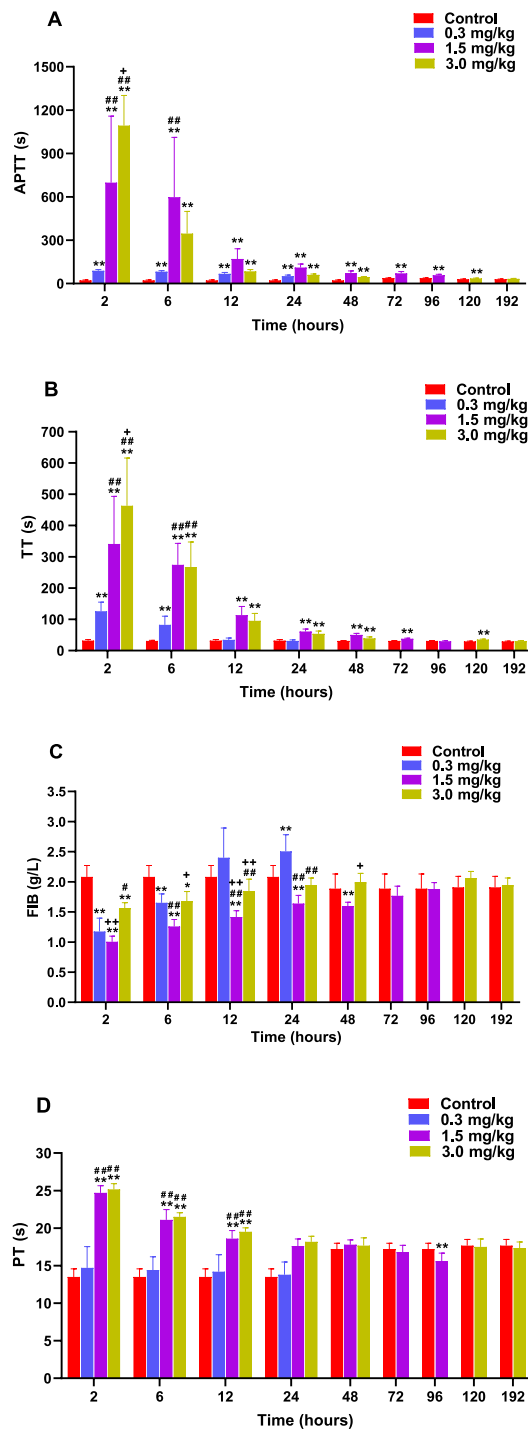 A
Control
0.3 mg/kg
1.5 mg/kg
3.0 mg/kg
1500
1200
900
600
300
0
APTT (s)
** ## ** + ## **
** ## ** **
** ** **
** ** **
** **
**
**
**
2 6 12 24 48 72 96 120 192
Time (hours)
B
Control
0.3 mg/kg
1.5 mg/kg
3.0 mg/kg
700
600
500
400
300
200
100
0
TT (s)
** ## ** + ## **
** ## ** ## **
** **
** **
** **
**
**
2 6 12 24 48 72 96 120 192
Time (hours)
C
Control
0.3 mg/kg
1.5 mg/kg
3.0 mg/kg
3.5
3.0
2.5
2.0
1.5
1.0
0.5
0.0
FIB (g/L)
** ++ ** # **
** ## ** + *
++ ## ** ++ ##
** ## ** ##
** +
2 6 12 24 48 72 96 120 192
Time (hours)
D
Control
0.3 mg/kg
1.5 mg/kg
3.0 mg/kg
30
25
20
15
10
5
0
PT (s)
## ** ## **
## ** ## **
## ** ## **
**
2 6 12 24 48 72 96 120 192
Time (hours)